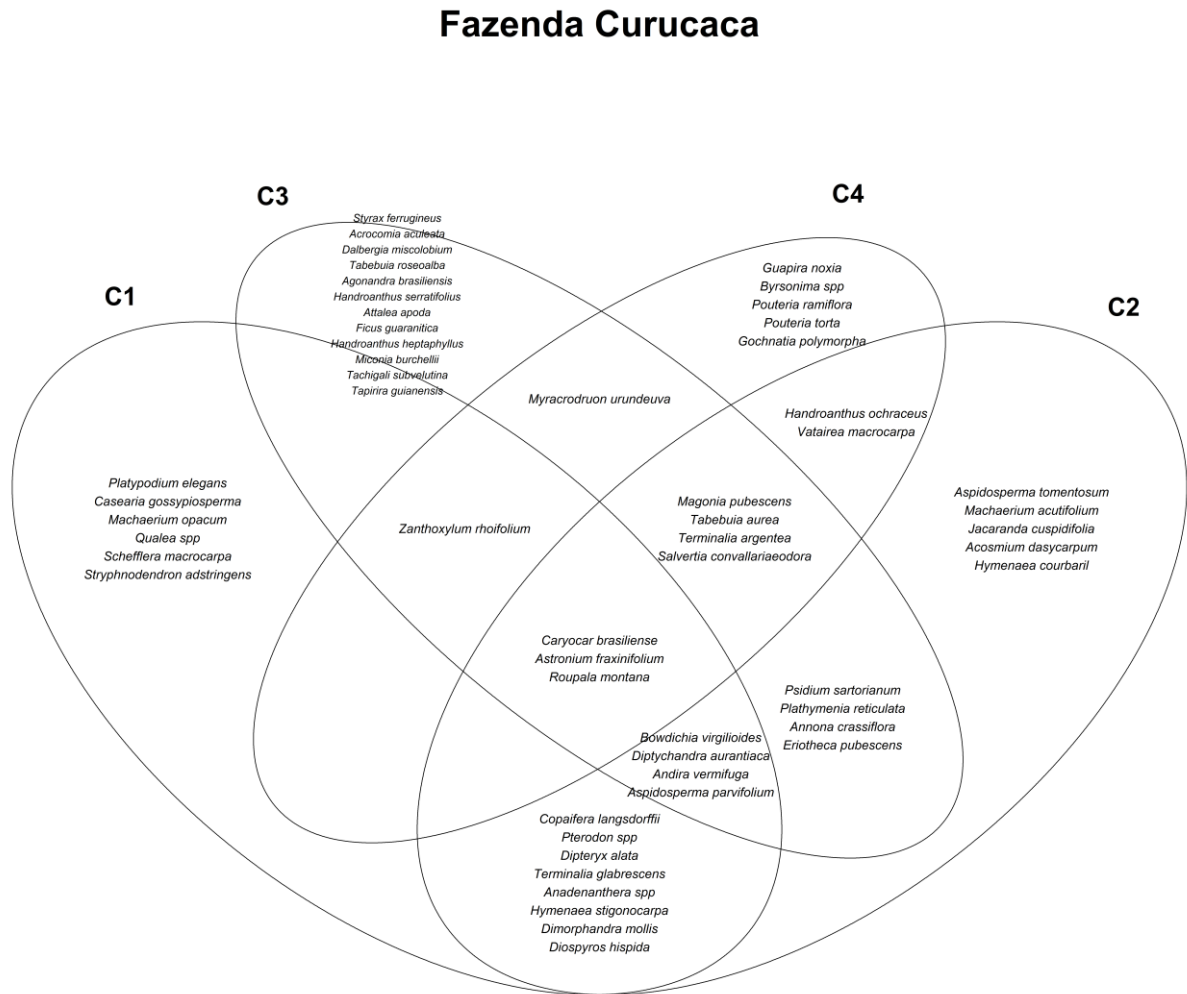 Fazenda Curucaca
C3
C4
C1
C2
Styrax ferrugineus
Acrocomia aculeata
Dalbergia miscolobium
Tabebuia roseoalba
Agonandra brasiliensis
Handroanthus serratifolius
Attalea apoda
Ficus guaranitica
Handroanthus heptaphyllus
Miconia burchellii
Tachigali subvelutina
Tapirira guianensis
Guapira noxia
Byrsonima spp
Pouteria ramiflora
Pouteria torta
Gochnatia polymorpha
Myracrodruon urundeuva
Handroanthus ochraceus
Vatairea macrocarpa
Platypodium elegans
Casearia gossypiosperma
Machaerium opacum
Qualea spp
Schefflera macrocarpa
Stryphnodendron adstringens
Zanthoxylum rhoifolium
Magonia pubescens
Tabebuia aurea
Terminalia argentea
Salvertia convallariaeodora
Aspidosperma tomentosum
Machaerium acutifolium
Jacaranda cuspidifolia
Acosmium dasycarpum
Hymenaea courbaril
Caryocar brasiliense
Astronium fraxinifolium
Roupala montana
Psidium sartorianum
Plathymenia reticulata
Annona crassiflora
Eriotheca pubescens
Bowdichia virgilioides
Diptychandra aurantiaca
Andira vermifuga
Aspidosperma parvifolium
Copaifera langsdorffii
Pterodon spp
Dipteryx alata
Terminalia glabrescens
Anadenanthera spp
Hymenaea stigonocarpa
Dimorphandra mollis
Diospyros hispida